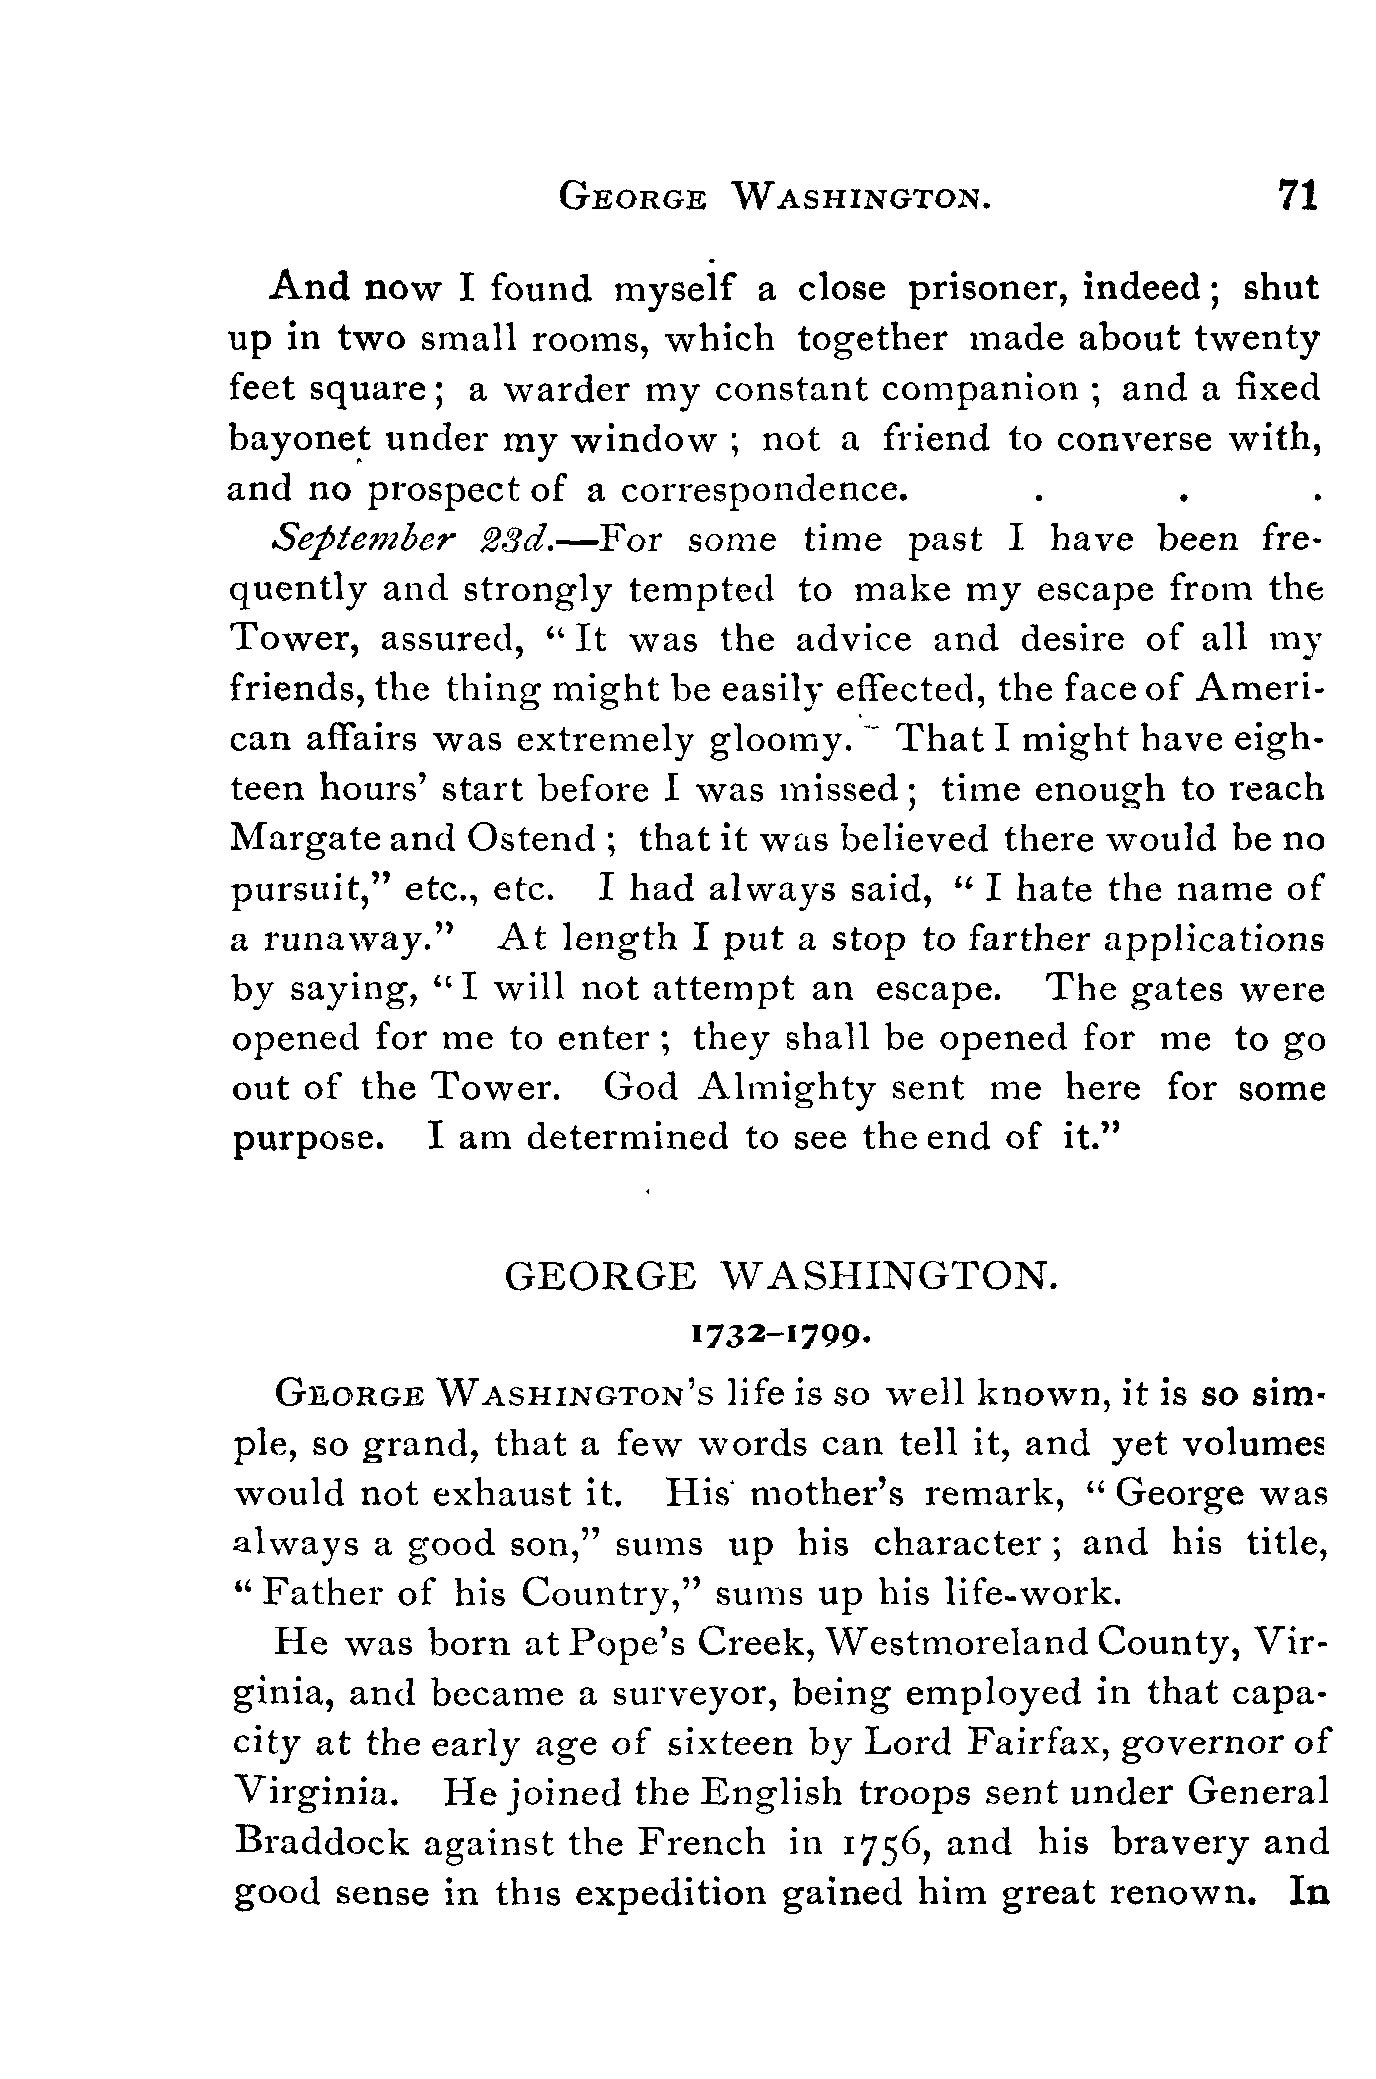 GEORGE WASHINGTON. 71
And now I found myself a close prisoner, indeed; shut
up in two small rooms, which together made about twenty
feet square; a warder my constant companion; and a fixed
bayonet under my window; not a friend to converse with,
and no prospect of a correspondence. . . .
September 23d.—For some time past I have been fre-
quently and strongly tempted to make my escape from the
Tower, assured, "It was the advice and desire of all my
friends, the thing might be easily effected, the face of Ameri-
can affairs was extremely gloomy. That I might have eigh-
teen hours' start before I was missed; time enough to reach
Margate and Ostend; that it was believed there would be no
pursuit," etc., etc. I had always said, "I hate the name of
a runaway." At length I put a stop to farther applications
by saying, "I will not attempt an escape. The gates were
opened for me to enter; they shall be opened for me to go
out of the Tower. God Almighty sent me here for some
purpose. I am determined to see the end of it."
GEORGE WASHINGTON.
1732–1799.
GEORGE WASHINGTON'S life is so well known, it is so sim-
ple, so grand, that a few words can tell it, and yet volumes
would not exhaust it. His mother's remark, "George was
always a good son," sums up his character; and his title,
"Father of his Country," sums up his life-work.
He was born at Pope's Creek, Westmoreland County, Vir-
ginia, and became a surveyor, being employed in that capa-
city at the early age of sixteen by Lord Fairfax, governor of
Virginia. He joined the English troops sent under General
Braddock against the French in 1756, and his bravery and
good sense in this expedition gained him great renown. In